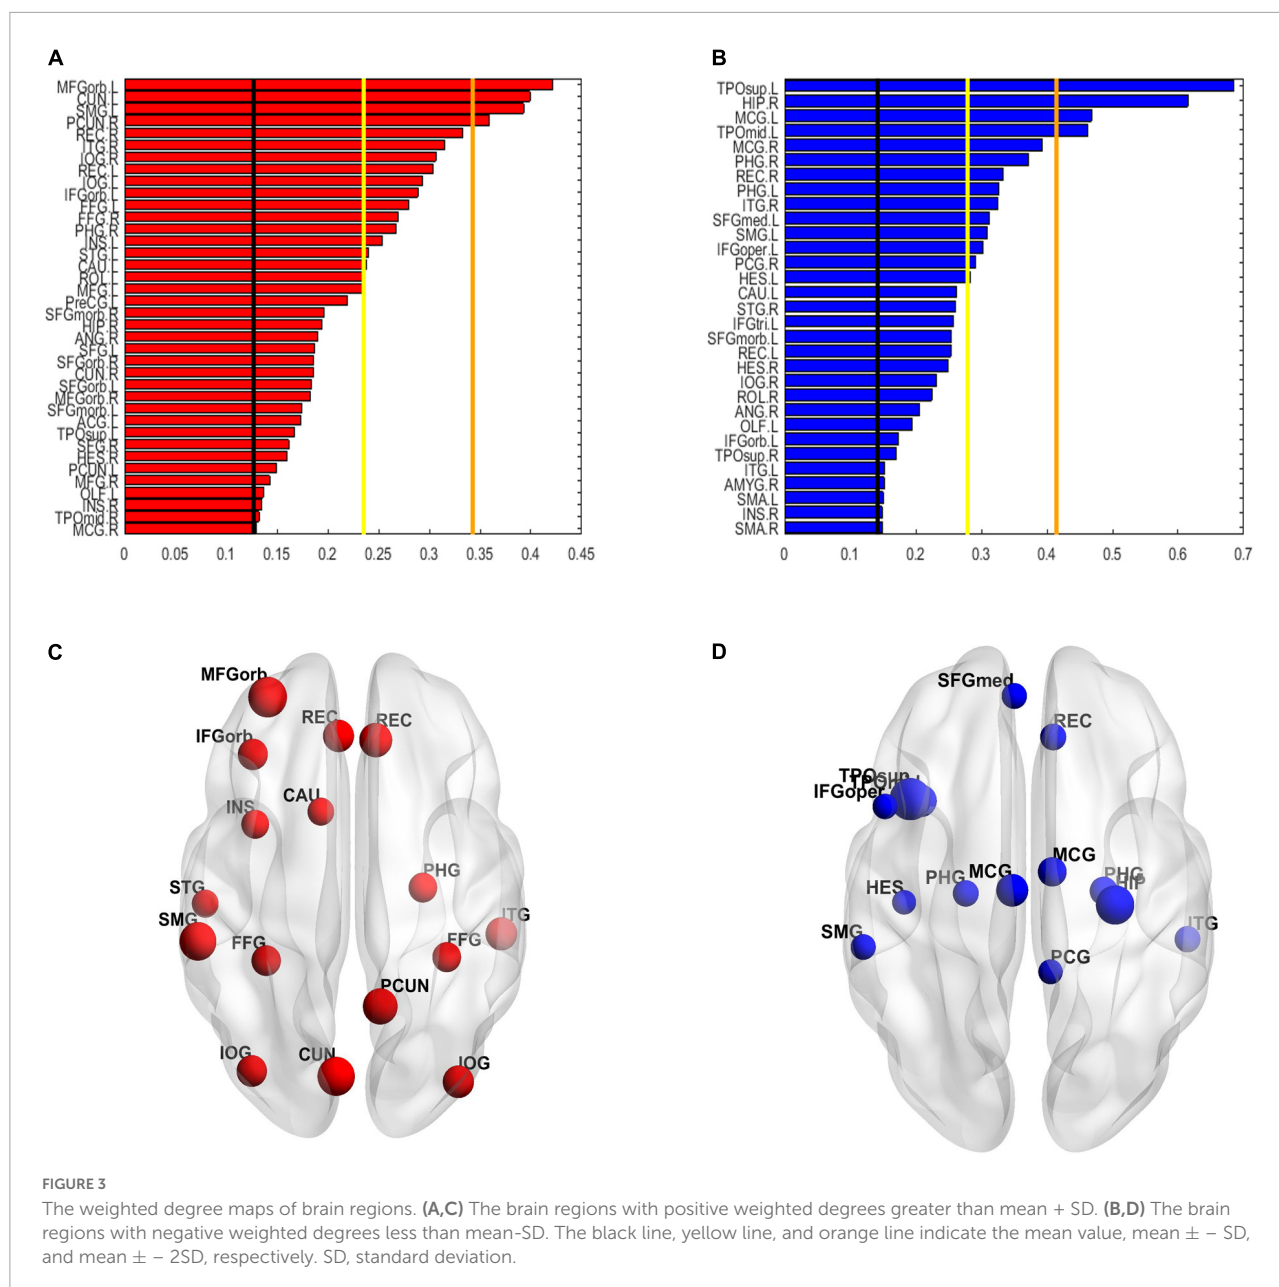 A
MFGorb.L
CUN.L
SMG.L
PCUN.R
REC.R
ITG.R
IOG.R
REC.L
IOG.L
IFGorb.L
FFG.L
FFG.R
PHG.R
INS.L
STG.L
CAU.L
ROL.L
MFG.L
PreCG.L
SFGmorb.R
HIP.R
ANG.R
SFG.L
SFGorb.R
CUN.R
SFGorb.L
MFGorb.R
SFGmorb.L
ACG.L
TPOsup.L
SFG.R
HES.R
PCUN.L
MFG.R
OLF.L
INS.R
TPOmid.R
MCG.R
0 0.05 0.1 0.15 0.2 0.25 0.3 0.35 0.4 0.45
B
TPOsup.L
HIP.R
MCG.L
TPOmid.L
MCG.R
PHG.R
REC.R
PHG.L
ITG.R
SFGmed.L
SMG.L
IFGoper.L
PCG.R
HES.L
CAU.L
STG.R
IFGtri.L
SFGmorb.L
REC.L
HES.R
IOG.R
ROL.R
ANG.R
OLF.L
IFGorb.L
TPOsup.R
ITG.L
AMYG.R
SMA.L
INS.R
SMA.R
0 0.1 0.2 0.3 0.4 0.5 0.6 0.7
C
MFGorb
REC REC
IFGorb
CAU
INS
PHG
STG
ITG
SMG
FFG FFG
PCUN
IOG CUN IOG
D
SFGmed
REC
TPOsup
IFGoper
MCG
PHG MCG PHG
HIP
HES
ITG
SMG
PCG
FIGURE 3
The weighted degree maps of brain regions. (A,C) The brain regions with positive weighted degrees greater than mean + SD. (B,D) The brain
regions with negative weighted degrees less than mean-SD. The black line, yellow line, and orange line indicate the mean value, mean ± − SD,
and mean ± − 2SD, respectively. SD, standard deviation.